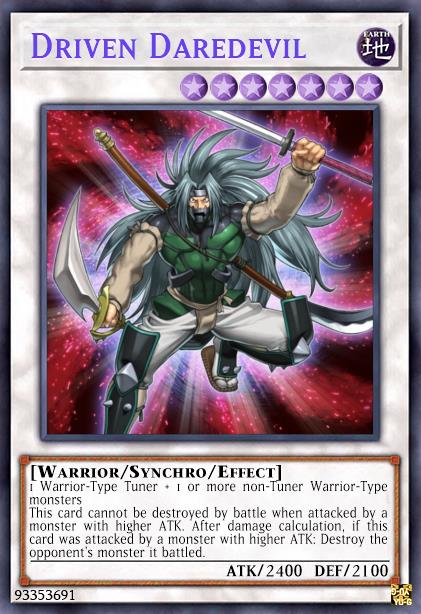 DRIVEN DAREDEVIL
EARTH
地
[WARRIOR/SYNCHRO/EFFECT]
1 Warrior-Type Tuner + 1 or more non-Tuner Warrior-Type
monsters
This card cannot be destroyed by battle when attacked by a
monster with higher ATK. After damage calculation, if this
card was attacked by a monster with higher ATK: Destroy the
opponent's monster it battled.
ATK/2400 DEF/2100
93353691